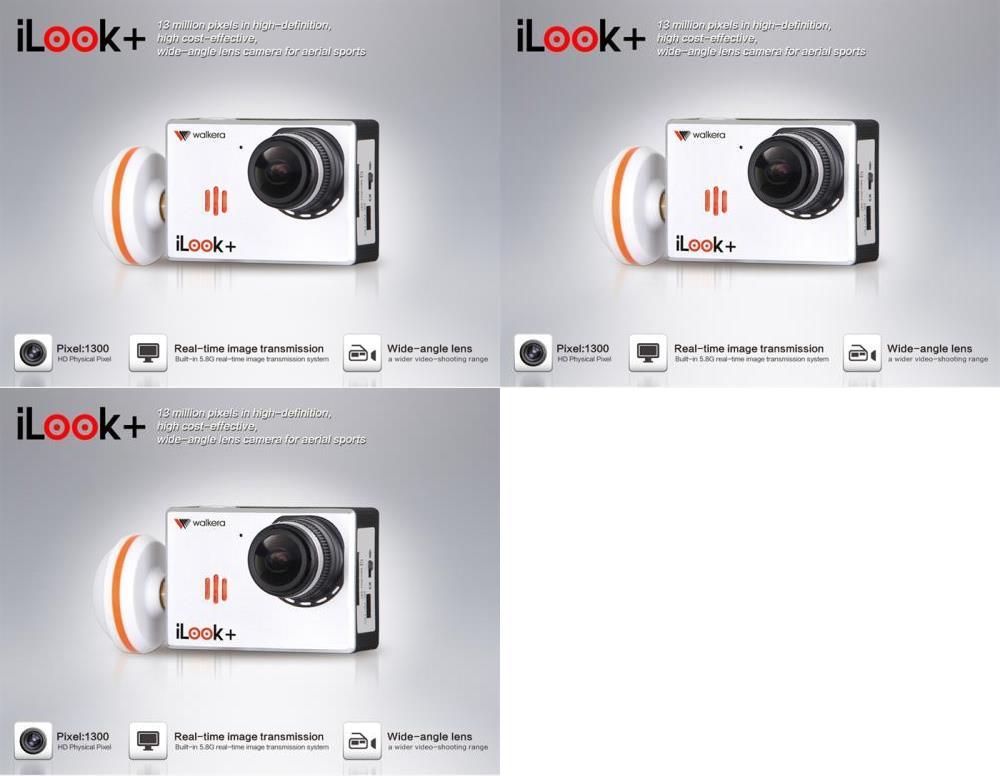 iLook+
13 million pixels in high-definition,
high cost-effective,
wide-angle lens camera for aerial sports
walkera
iLook+
Pixel:1300
HD Physical Pixel
Real-time image transmission
Built-in 5.8G real-time image transmission system
Wide-angle lens
a wider video-shooting range
iLook+
13 million pixels in high-definition,
high cost-effective,
wide-angle lens camera for aerial sports
walkera
iLook+
Pixel:1300
HD Physical Pixel
Real-time image transmission
Built-in 5.8G real-time image transmission system
Wide-angle lens
a wider video-shooting range
iLook+
13 million pixels in high-definition,
high cost-effective,
wide-angle lens camera for aerial sports
walkera
iLook+
Pixel:1300
HD Physical Pixel
Real-time image transmission
Built-in 5.8G real-time image transmission system
Wide-angle lens
a wider video-shooting range